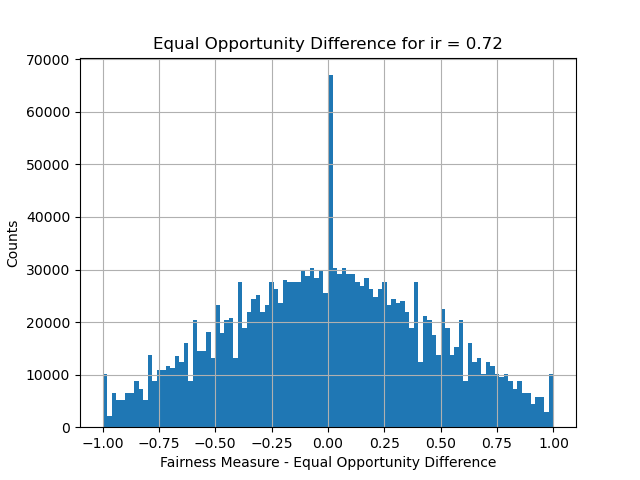 Equal Opportunity Difference for ir = 0.72
70000
60000
50000
40000
30000
20000
10000
0
Counts
−1.00 −0.75 −0.50 −0.25 0.00 0.25 0.50 0.75 1.00
Fairness Measure - Equal Opportunity Difference